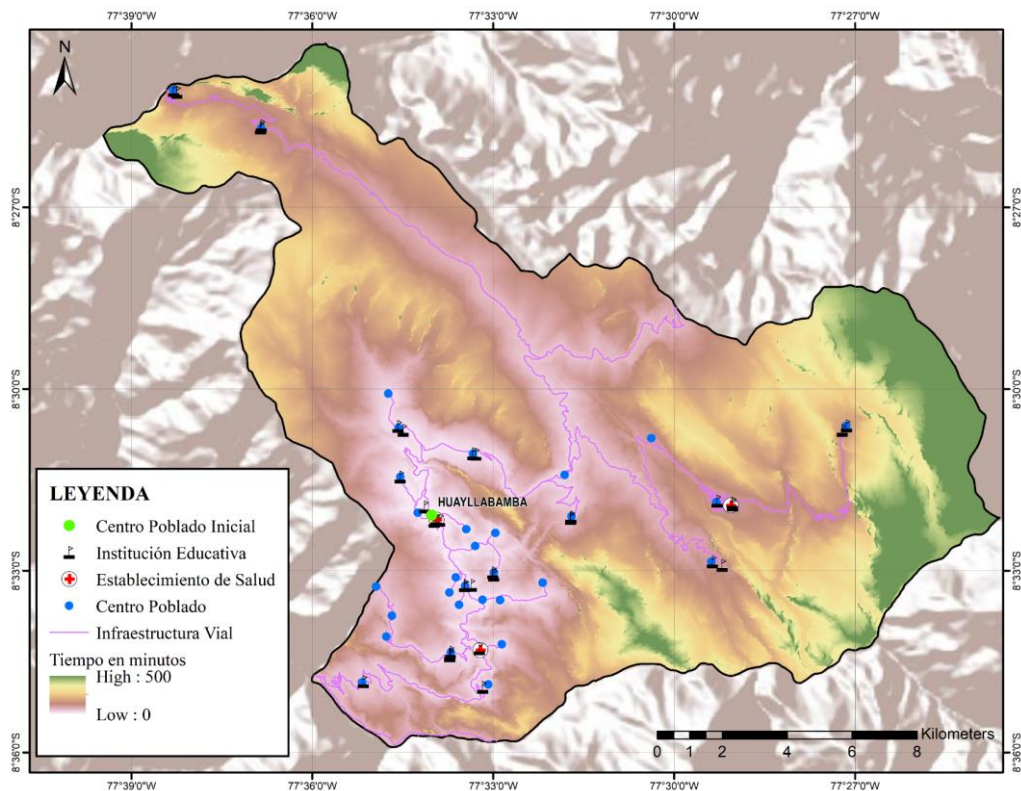 77°39'0"W 77°36'0"W 77°33'0"W 77°30'0"W 77°27'0"W
N
8°27'0"S 8°27'0"S
8°30'0"S 8°30'0"S
HUAYLLABAMBA
LEYENDA
Centro Poblado Inicial
Institución Educativa
Establecimiento de Salud
Centro Poblado
Infraestructura Vial
Tiempo en minutos
High : 500
Low : 0
8°33'0"S 8°33'0"S
Kilometers
0 1 2 4 6 8
8°36'0"S 8°36'0"S
77°39'0"W 77°36'0"W 77°33'0"W 77°30'0"W 77°27'0"W